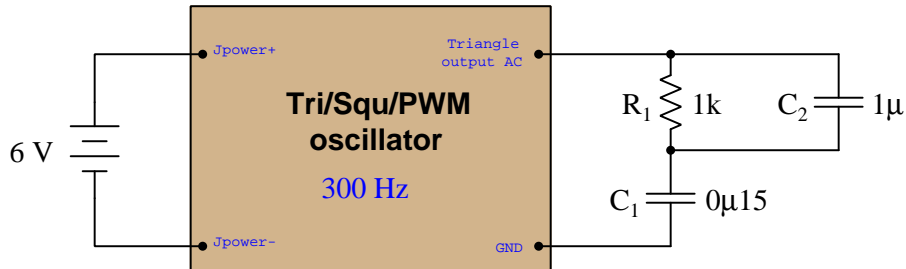 Jpower+
Triangle
output AC
Tri/Squ/PWM
oscillator
300 Hz
6 V
R1 1k
C2 1μ
C1 0μ15
Jpower-
GND